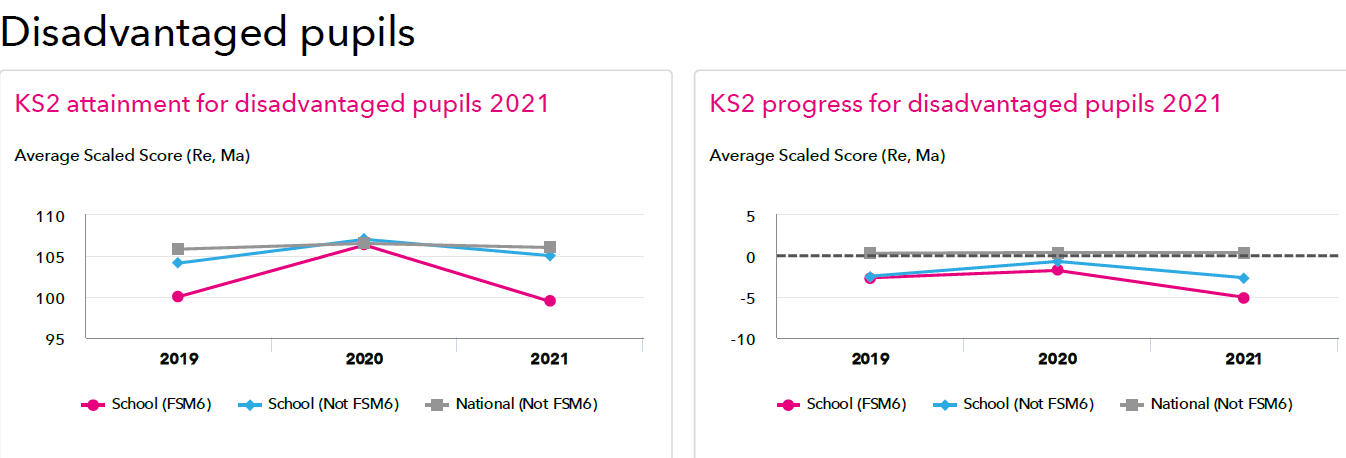 Disadvantaged pupils
KS2 attainment for disadvantaged pupils 2021
Average Scaled Score (Re, Ma)
110
105
100
95
2019 2020 2021
School (FSM6) School (Not FSM6) National (Not FSM6)
KS2 progress for disadvantaged pupils 2021
Average Scaled Score (Re, Ma)
5
0
-5
-10
2019 2020 2021
School (FSM6) School (Not FSM6) National (Not FSM6)